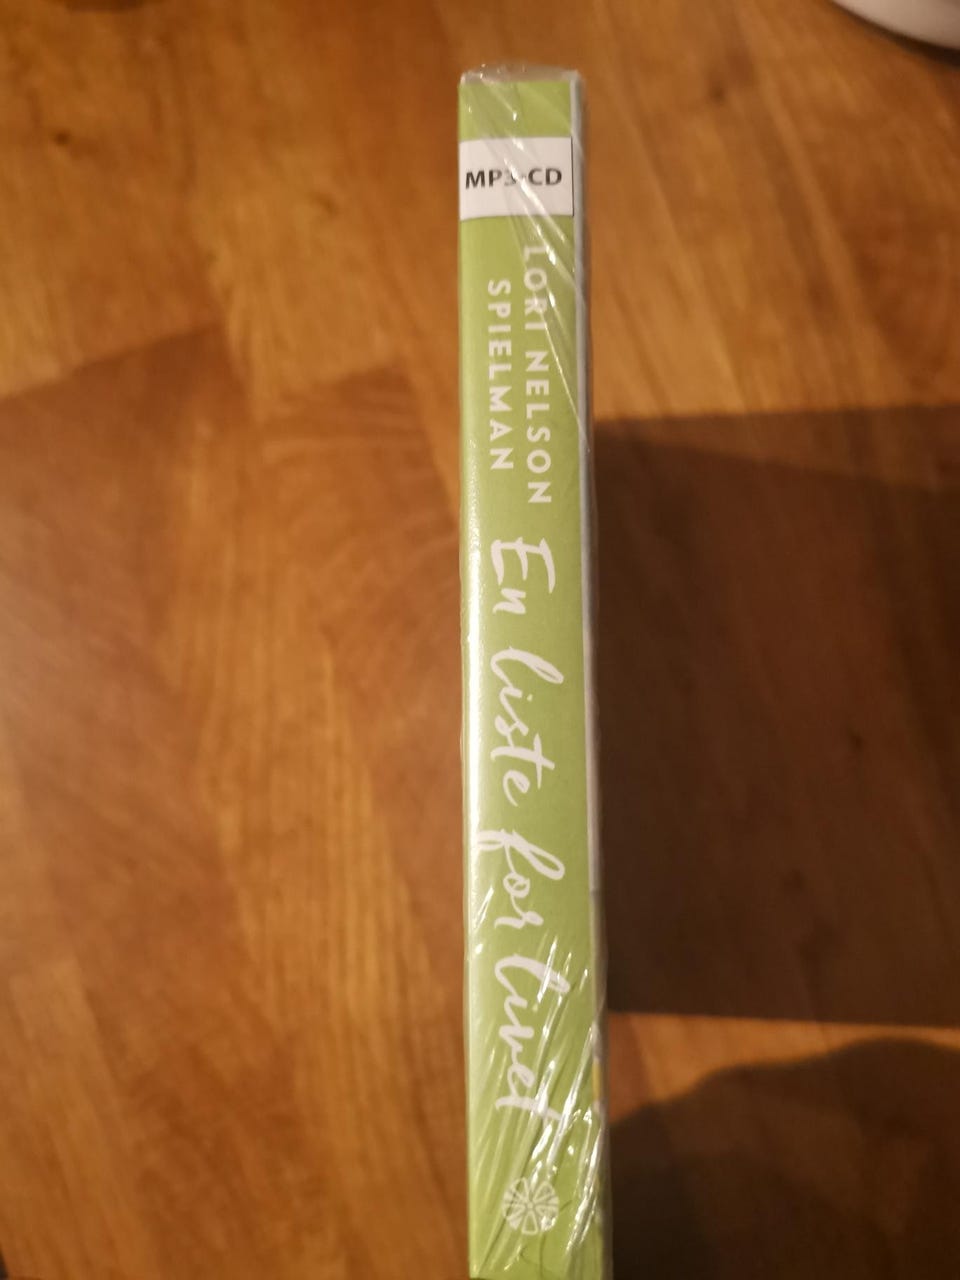 MP3-CD
LORI NELSON
SPIELMAN
En liste for livet